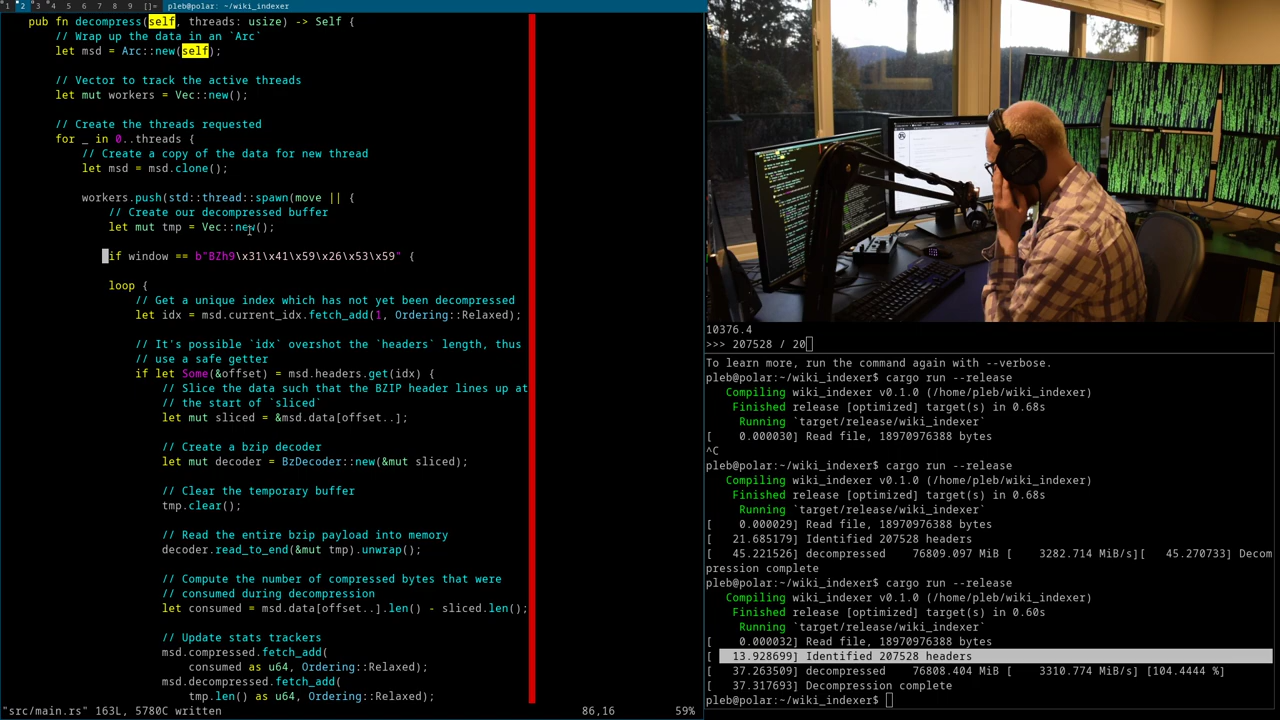 1 2 3 4 5 6 7 8 9 []= pleb@polar: ~/wiki_indexer
pub fn decompress(self, threads: usize) -> Self {
// Wrap up the data in an `Arc`
let msd = Arc::new(self);
// Vector to track the active threads
let mut workers = Vec::new();
// Create the threads requested
for _ in 0..threads {
// Create a copy of the data for new thread
let msd = msd.clone();
workers.push(std::thread::spawn(move || {
// Create our decompressed buffer
let mut tmp = Vec::new();
if window == b"BZh9\x31\x41\x59\x26\x53\x59" {
loop {
// Get a unique index which has not yet been decompressed
let idx = msd.current_idx.fetch_add(1, Ordering::Relaxed);
// It's possible `idx` overshot the `headers` length, thus
// use a safe getter
if let Some(&offset) = msd.headers.get(idx) {
// Slice the data such that the BZIP header lines up at
// the start of `sliced`
let mut sliced = &msd.data[offset..];
// Create a bzip decoder
let mut decoder = BzDecoder::new(&mut sliced);
// Clear the temporary buffer
tmp.clear();
// Read the entire bzip payload into memory
decoder.read_to_end(&mut tmp).unwrap();
// Compute the number of compressed bytes that were
// consumed during decompression
let consumed = msd.data[offset..].len() - sliced.len();
// Update stats trackers
msd.compressed.fetch_add(
consumed as u64, Ordering::Relaxed);
msd.decompressed.fetch_add(
tmp.len() as u64, Ordering::Relaxed);
"src/main.rs" 163L, 5780C written 86,16 59%
10376.4
>>> 207528 / 20
To learn more, run the command again with --verbose.
pleb@polar:~/wiki_indexer$ cargo run --release
Compiling wiki_indexer v0.1.0 (/home/pleb/wiki_indexer)
Finished release [optimized] target(s) in 0.68s
Running `target/release/wiki_indexer`
[ 0.000030] Read file, 18970976388 bytes
^C
pleb@polar:~/wiki_indexer$ cargo run --release
Compiling wiki_indexer v0.1.0 (/home/pleb/wiki_indexer)
Finished release [optimized] target(s) in 0.68s
Running `target/release/wiki_indexer`
[ 0.000029] Read file, 18970976388 bytes
[ 21.685179] Identified 207528 headers
[ 45.221526] decompressed 76809.097 MiB [ 3282.714 MiB/s][ 45.270733] Decom
pression complete
pleb@polar:~/wiki_indexer$ cargo run --release
Compiling wiki_indexer v0.1.0 (/home/pleb/wiki_indexer)
Finished release [optimized] target(s) in 0.60s
Running `target/release/wiki_indexer`
[ 0.000032] Read file, 18970976388 bytes
[ 13.928699] Identified 207528 headers
[ 37.263509] decompressed 76808.404 MiB [ 3310.774 MiB/s] [104.4444 %]
[ 37.317693] Decompression complete
pleb@polar:~/wiki_indexer$